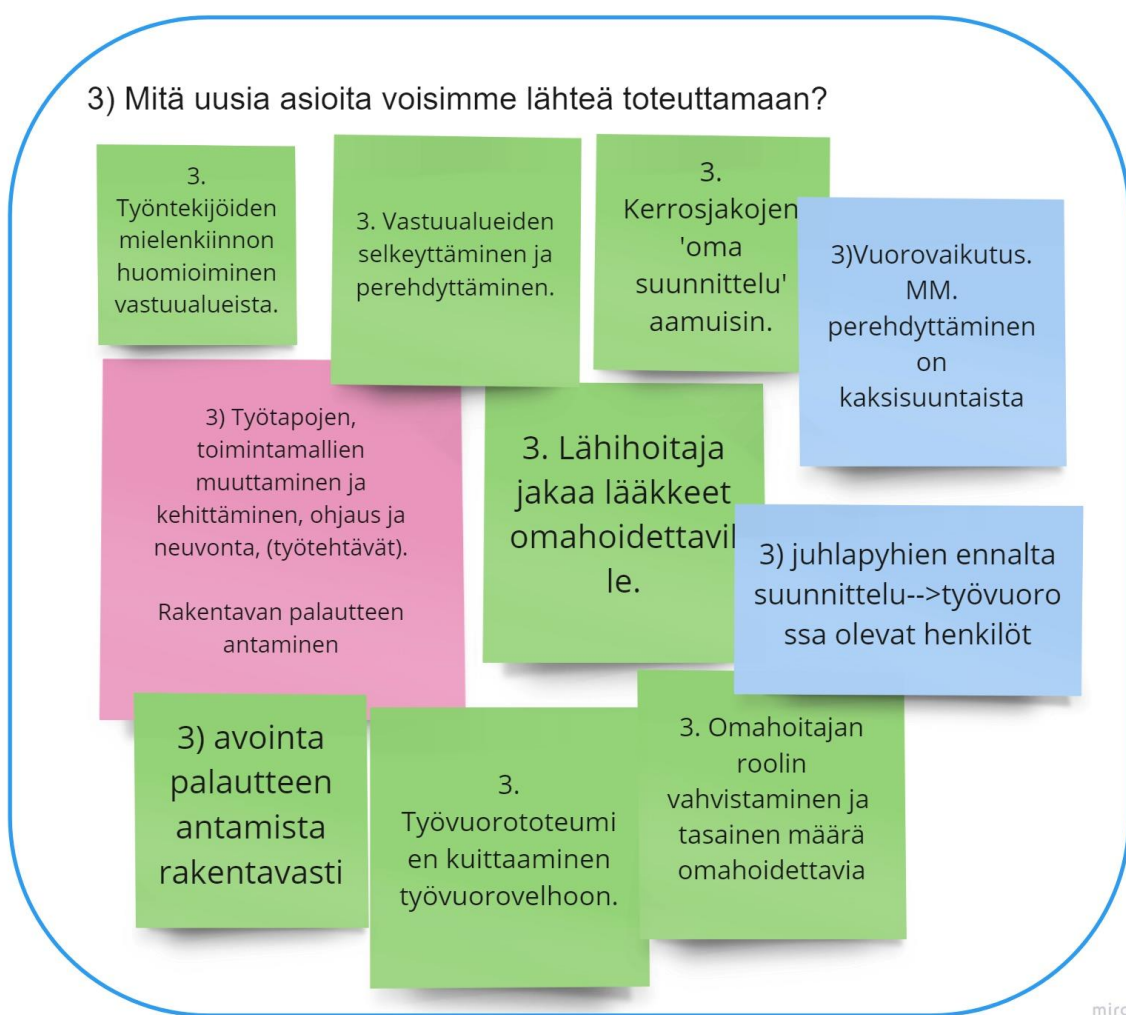 3) Mitä uusia asioita voisimme lähteä toteuttamaan?
3.
Työntekijöiden
mielenkiinnon
huomioiminen
vastuualueista.
3. Vastuualueiden
selkeyttäminen ja
perehdyttäminen.
3.
Kerrosjakojen
'oma
suunnittelu'
aamuisin.
3)Vuorovaikutus.
MM.
perehdyttäminen
on
kaksisuuntaista
3) Työtapojen,
toimintamallien
muuttaminen ja
kehittäminen, ohjaus ja
neuvonta, (työtehtävät).
Rakentavan palautteen
antaminen
3. Lähihoitaja
jakaa lääkkeet
omahoidettavil
le.
3) juhlapyhien ennalta
suunnittelu-->työvuoro
ssa olevat henkilöt
3) avointa
palautteen
antamista
rakentavasti
3.
Työvuorototeumi
en kuittaaminen
työvuorovelhoon.
3. Omahoitajan
roolin
vahvistaminen ja
tasainen määrä
omahoidettavia